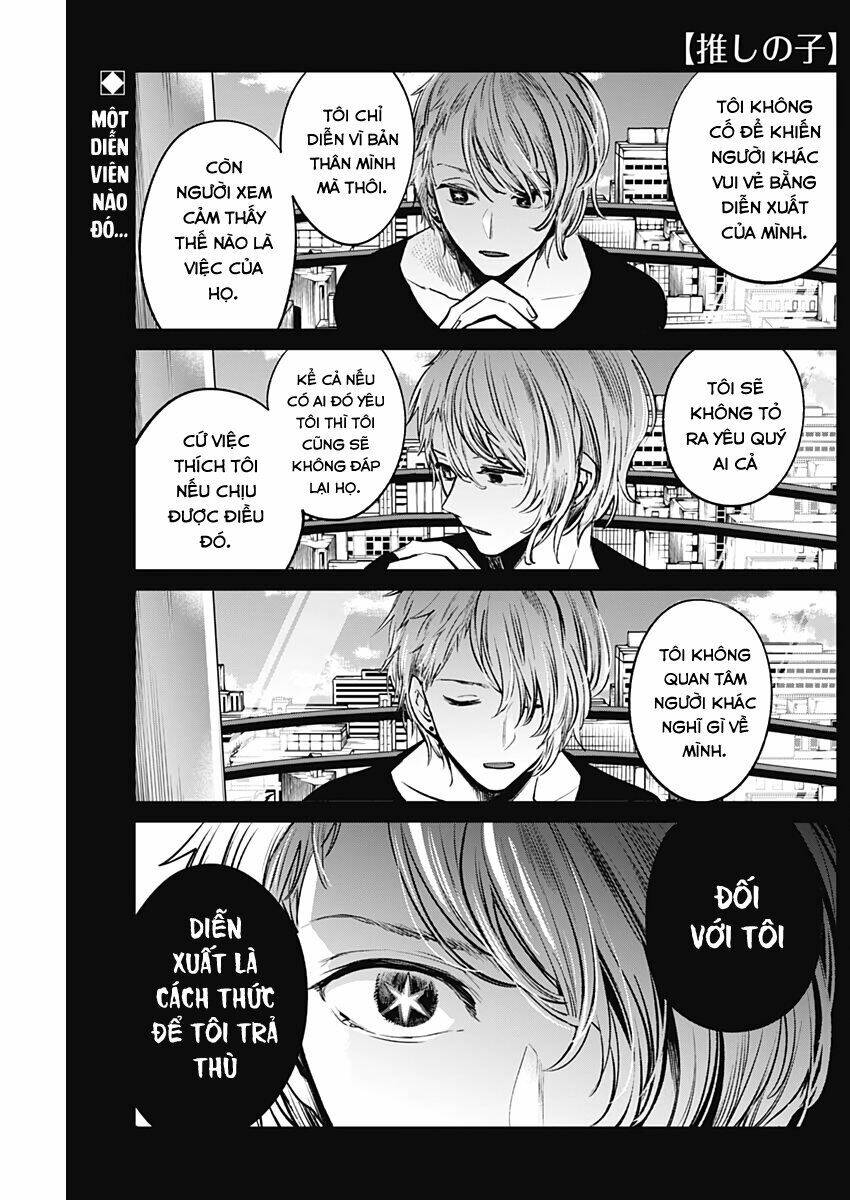 【推しの子】
MỘT
DIỄN
VIÊN
NÀO
ĐÓ...
TÔI KHÔNG
CỐ ĐỂ KHIẾN
NGƯỜI KHÁC
VUI VẺ BẰNG
DIỄN XUẤT
CỦA MÌNH.
TÔI CHỈ
DIỄN VÌ BẢN
THÂN MÌNH
MÀ THÔI.
CÒN
NGƯỜI XEM
CẢM THẤY
THẾ NÀO LÀ
VIỆC CỦA
HỌ.
TÔI SẼ
KHÔNG TỎ
RA YÊU QUÝ
AI CẢ
KỂ CẢ NẾU
CÓ AI ĐÓ YÊU
TÔI THÌ TÔI
CŨNG SẼ
KHÔNG ĐÁP
LẠI HỌ.
CỨ VIỆC
THÍCH TÔI
NẾU CHỊU
ĐƯỢC ĐIỀU
ĐÓ.
TÔI KHÔNG
QUAN TÂM
NGƯỜI KHÁC
NGHĨ GÌ VỀ
MÌNH.
ĐỐI
VỚI TÔI
DIỄN
XUẤT LÀ
CÁCH THỨC
ĐỂ TÔI TRẢ
THÙ